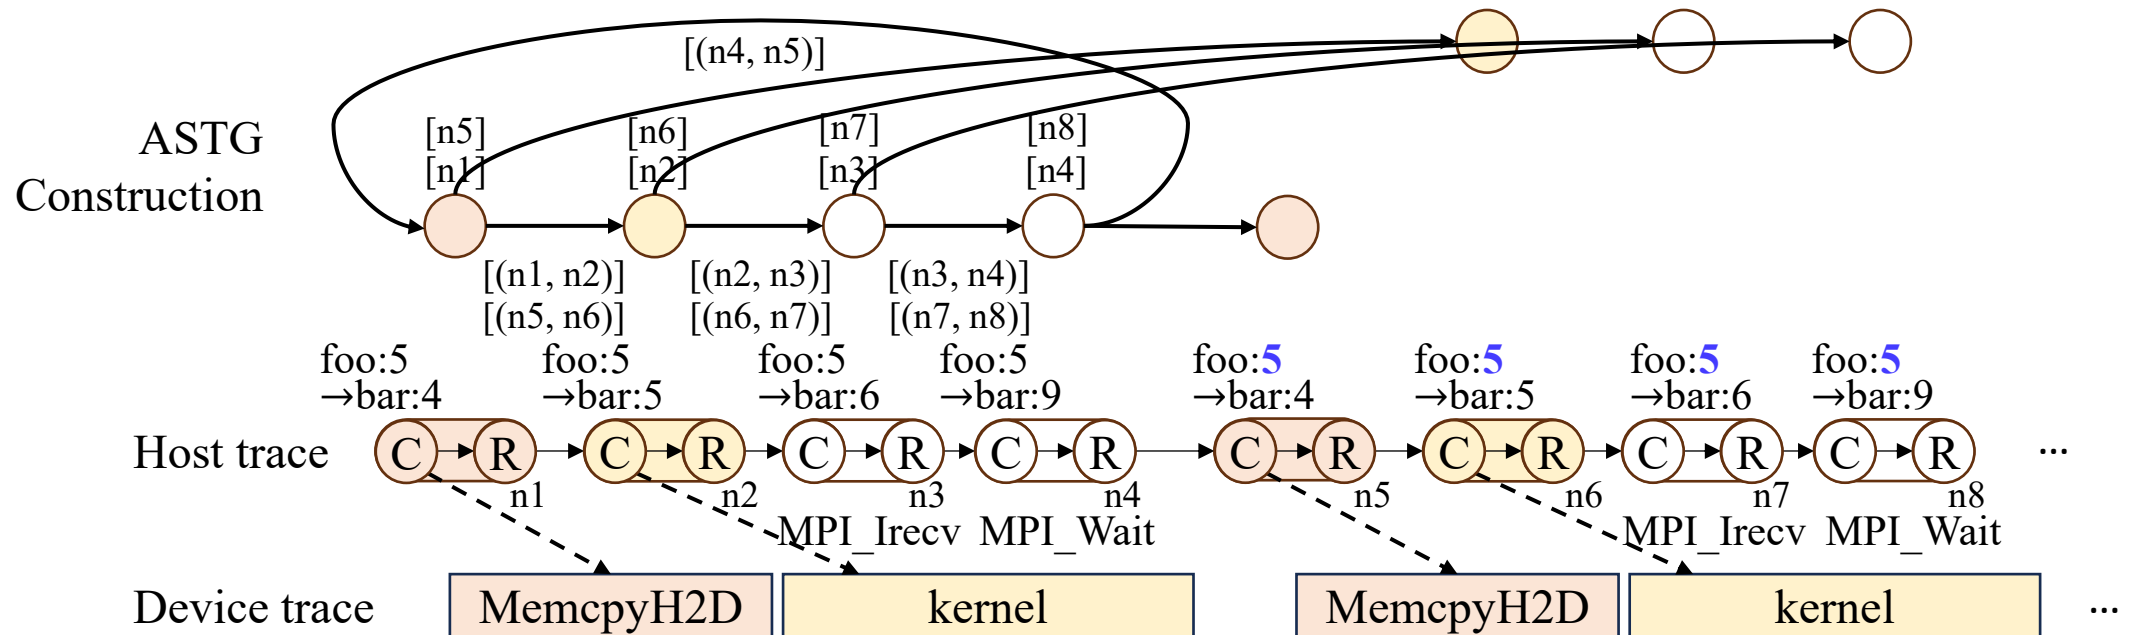 [(n4, n5)]
ASTG
Construction
[n5] [n6] [n7] [n8]
[n1] [n2] [n3] [n4]
[(n1, n2)] [(n2, n3)] [(n3, n4)]
[(n5, n6)] [(n6, n7)] [(n7, n8)]
foo:5 foo:5 foo:5 foo:5 foo:5 foo:5 foo:5 foo:5
→bar:4 →bar:5 →bar:6 →bar:9 →bar:4 →bar:5 →bar:6 →bar:9
Host trace C R C R C R C R C R C R C R C R ...
n1 n2 n3 n4 n5 n6 n7 n8
MPI_Irecv MPI_Wait MPI_Irecv MPI_Wait
Device trace MemcpyH2D kernel MemcpyH2D kernel ...